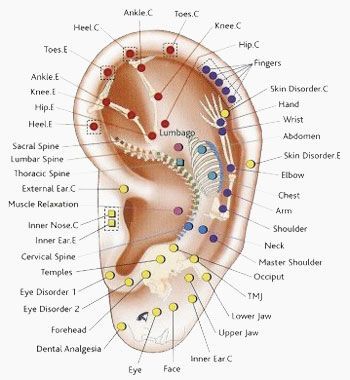 Ankle.C
Toes.C
Heel.C
Knee.C
Hip.C
Toes.E
Fingers
Ankle.E
Skin Disorder.C
Knee.E
Hand
Hip.E
Wrist
Heel.E
Lumbago
Abdomen
Sacral Spine
Skin Disorder.E
Lumbar Spine
Thoracic Spine
Elbow
External Ear.C
Chest
Muscle Relaxation
Arm
Inner Nose.C
Shoulder
Inner Ear.E
Neck
Cervical Spine
Master Shoulder
Temples
Occiput
Eye Disorder 1
TMJ
Eye Disorder 2
Lower Jaw
Forehead
Upper Jaw
Dental Analgesia
Inner Ear.C
Eye
Face